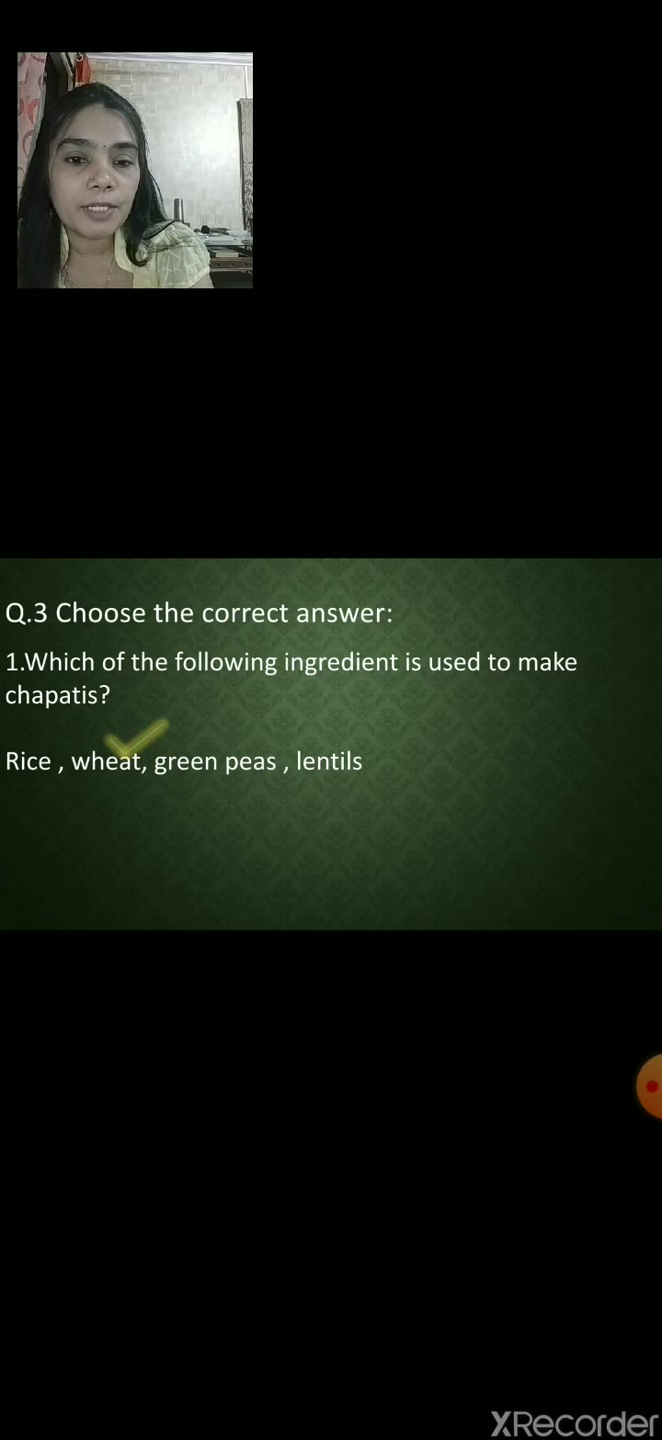 Q.3 Choose the correct answer:
1.Which of the following ingredient is used to make
chapatis?
Rice , wheat, green peas , lentils
XRecorder